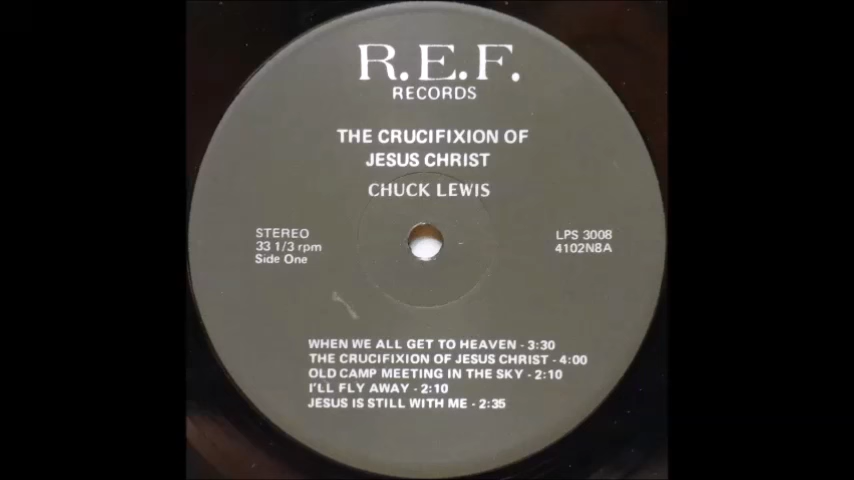 R.E.F.
RECORDS
THE CRUCIFIXION OF
JESUS CHRIST
CHUCK LEWIS
STEREO
33 1/3 rpm
Side One
LPS 3008
4102N8A
WHEN WE ALL GET TO HEAVEN - 3:30
THE CRUCIFIXION OF JESUS CHRIST - 4:00
OLD CAMP MEETING IN THE SKY - 2:10
I'LL FLY AWAY - 2:10
JESUS IS STILL WITH ME - 2:35